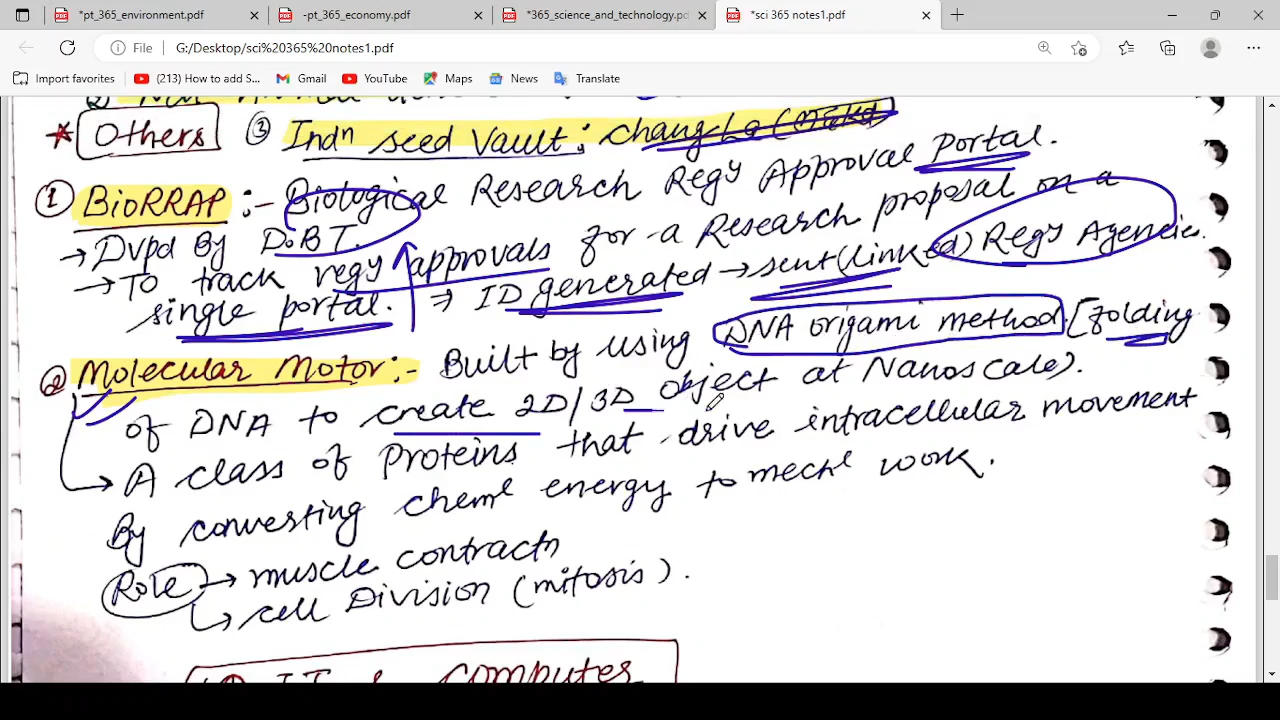 *pt_365_environment.pdf
-pt_365_economy.pdf
*365_science_and_technology.pd
*sci 365 notes1.pdf
File G:/Desktop/sci%20365%20notes1.pdf
Import favorites
(213) How to add S...
Gmail
YouTube
Maps
News
Translate
* Others ③ Indn seed Vault: chang La
① BioRRAP :- Biological Research Regy Approval Portal.
→ Dvpd By DoBT.
→ To track regy approvals for a Research proposal on a
single portal. ⇒ ID generated → sent (linked) Regy Agencies.
② Molecular Motor:- Built by using DNA origami method [folding
of DNA to create 2D/3D object at Nanoscale).
→ A class of Proteins that drive intracellular movement
By converting cheml energy to mechl work.
Role → muscle contractn
↳ cell Division (mitosis).
IT & Computer